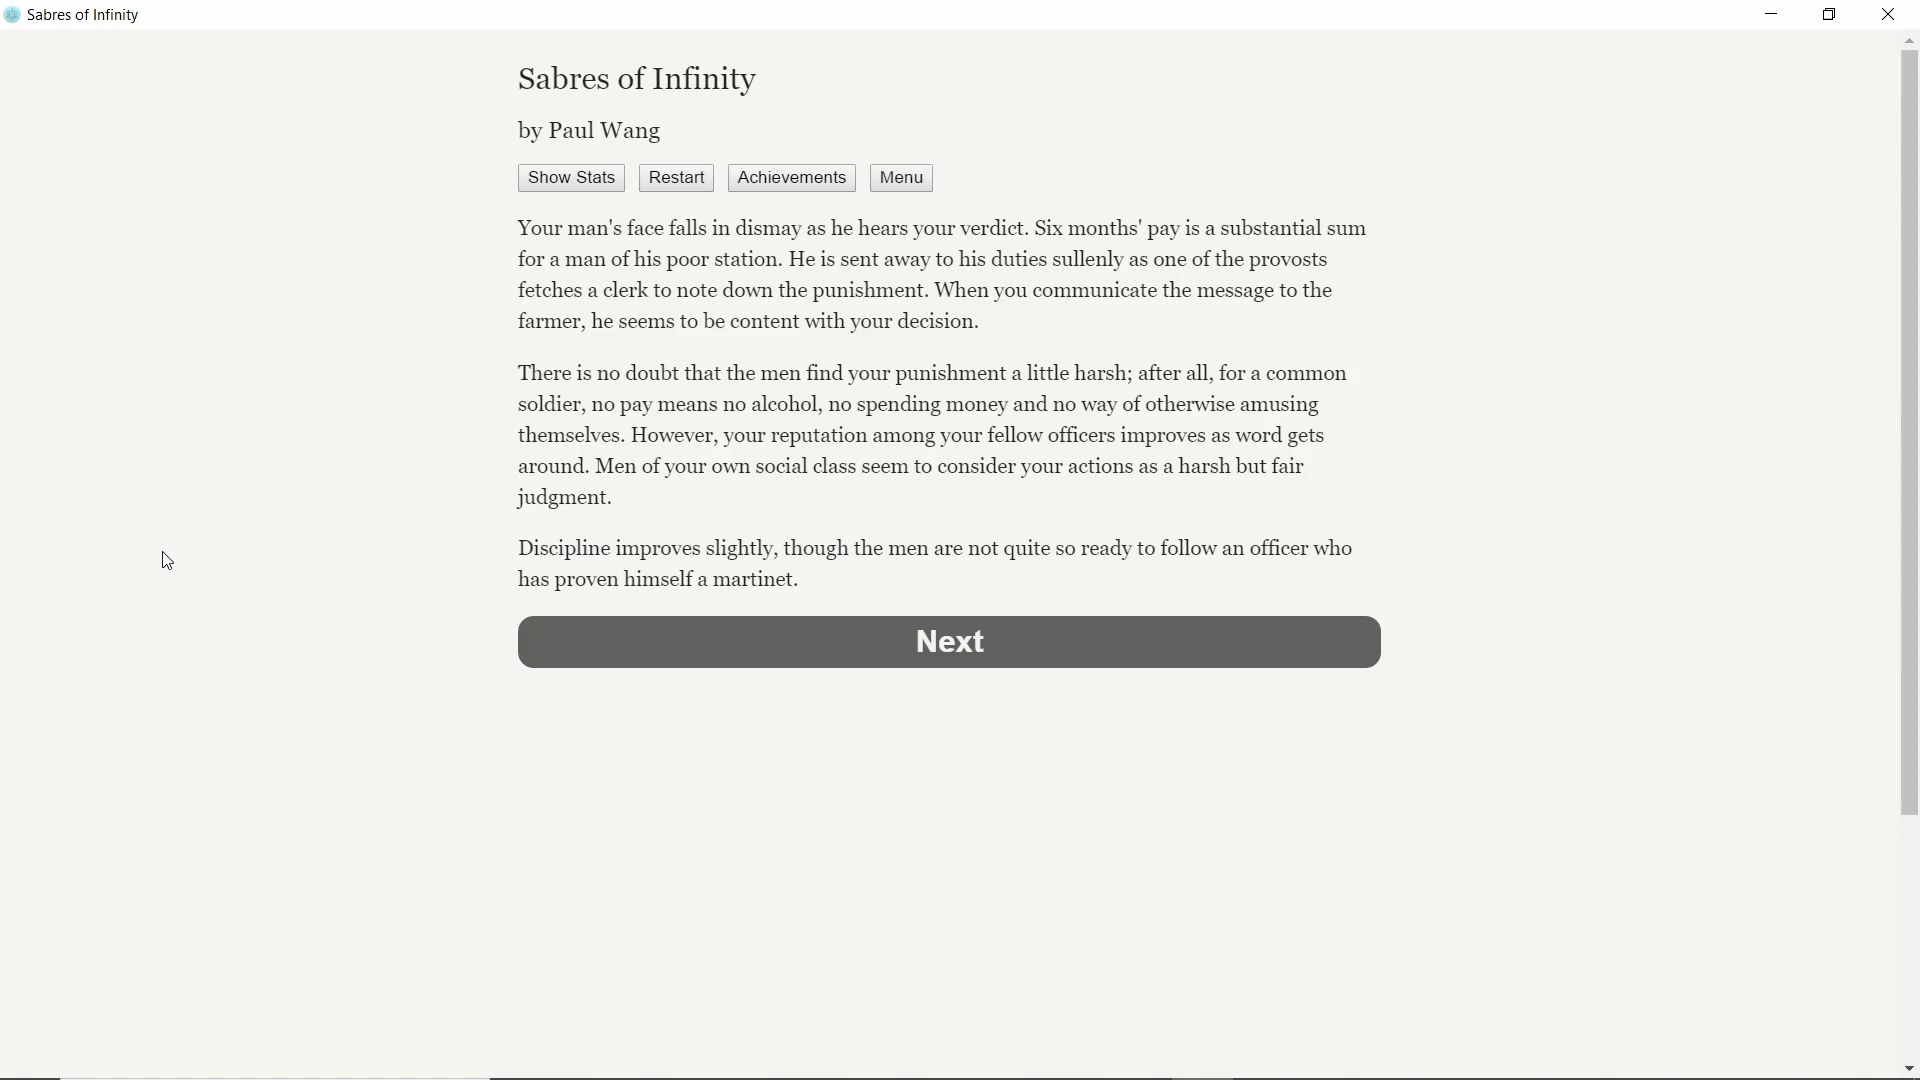 Sabres of Infinity
Sabres of Infinity
by Paul Wang
Show Stats Restart Achievements Menu
Your man's face falls in dismay as he hears your verdict. Six months' pay is a substantial sum
for a man of his poor station. He is sent away to his duties sullenly as one of the provosts
fetches a clerk to note down the punishment. When you communicate the message to the
farmer, he seems to be content with your decision.
There is no doubt that the men find your punishment a little harsh; after all, for a common
soldier, no pay means no alcohol, no spending money and no way of otherwise amusing
themselves. However, your reputation among your fellow officers improves as word gets
around. Men of your own social class seem to consider your actions as a harsh but fair
judgment.
Discipline improves slightly, though the men are not quite so ready to follow an officer who
has proven himself a martinet.
Next